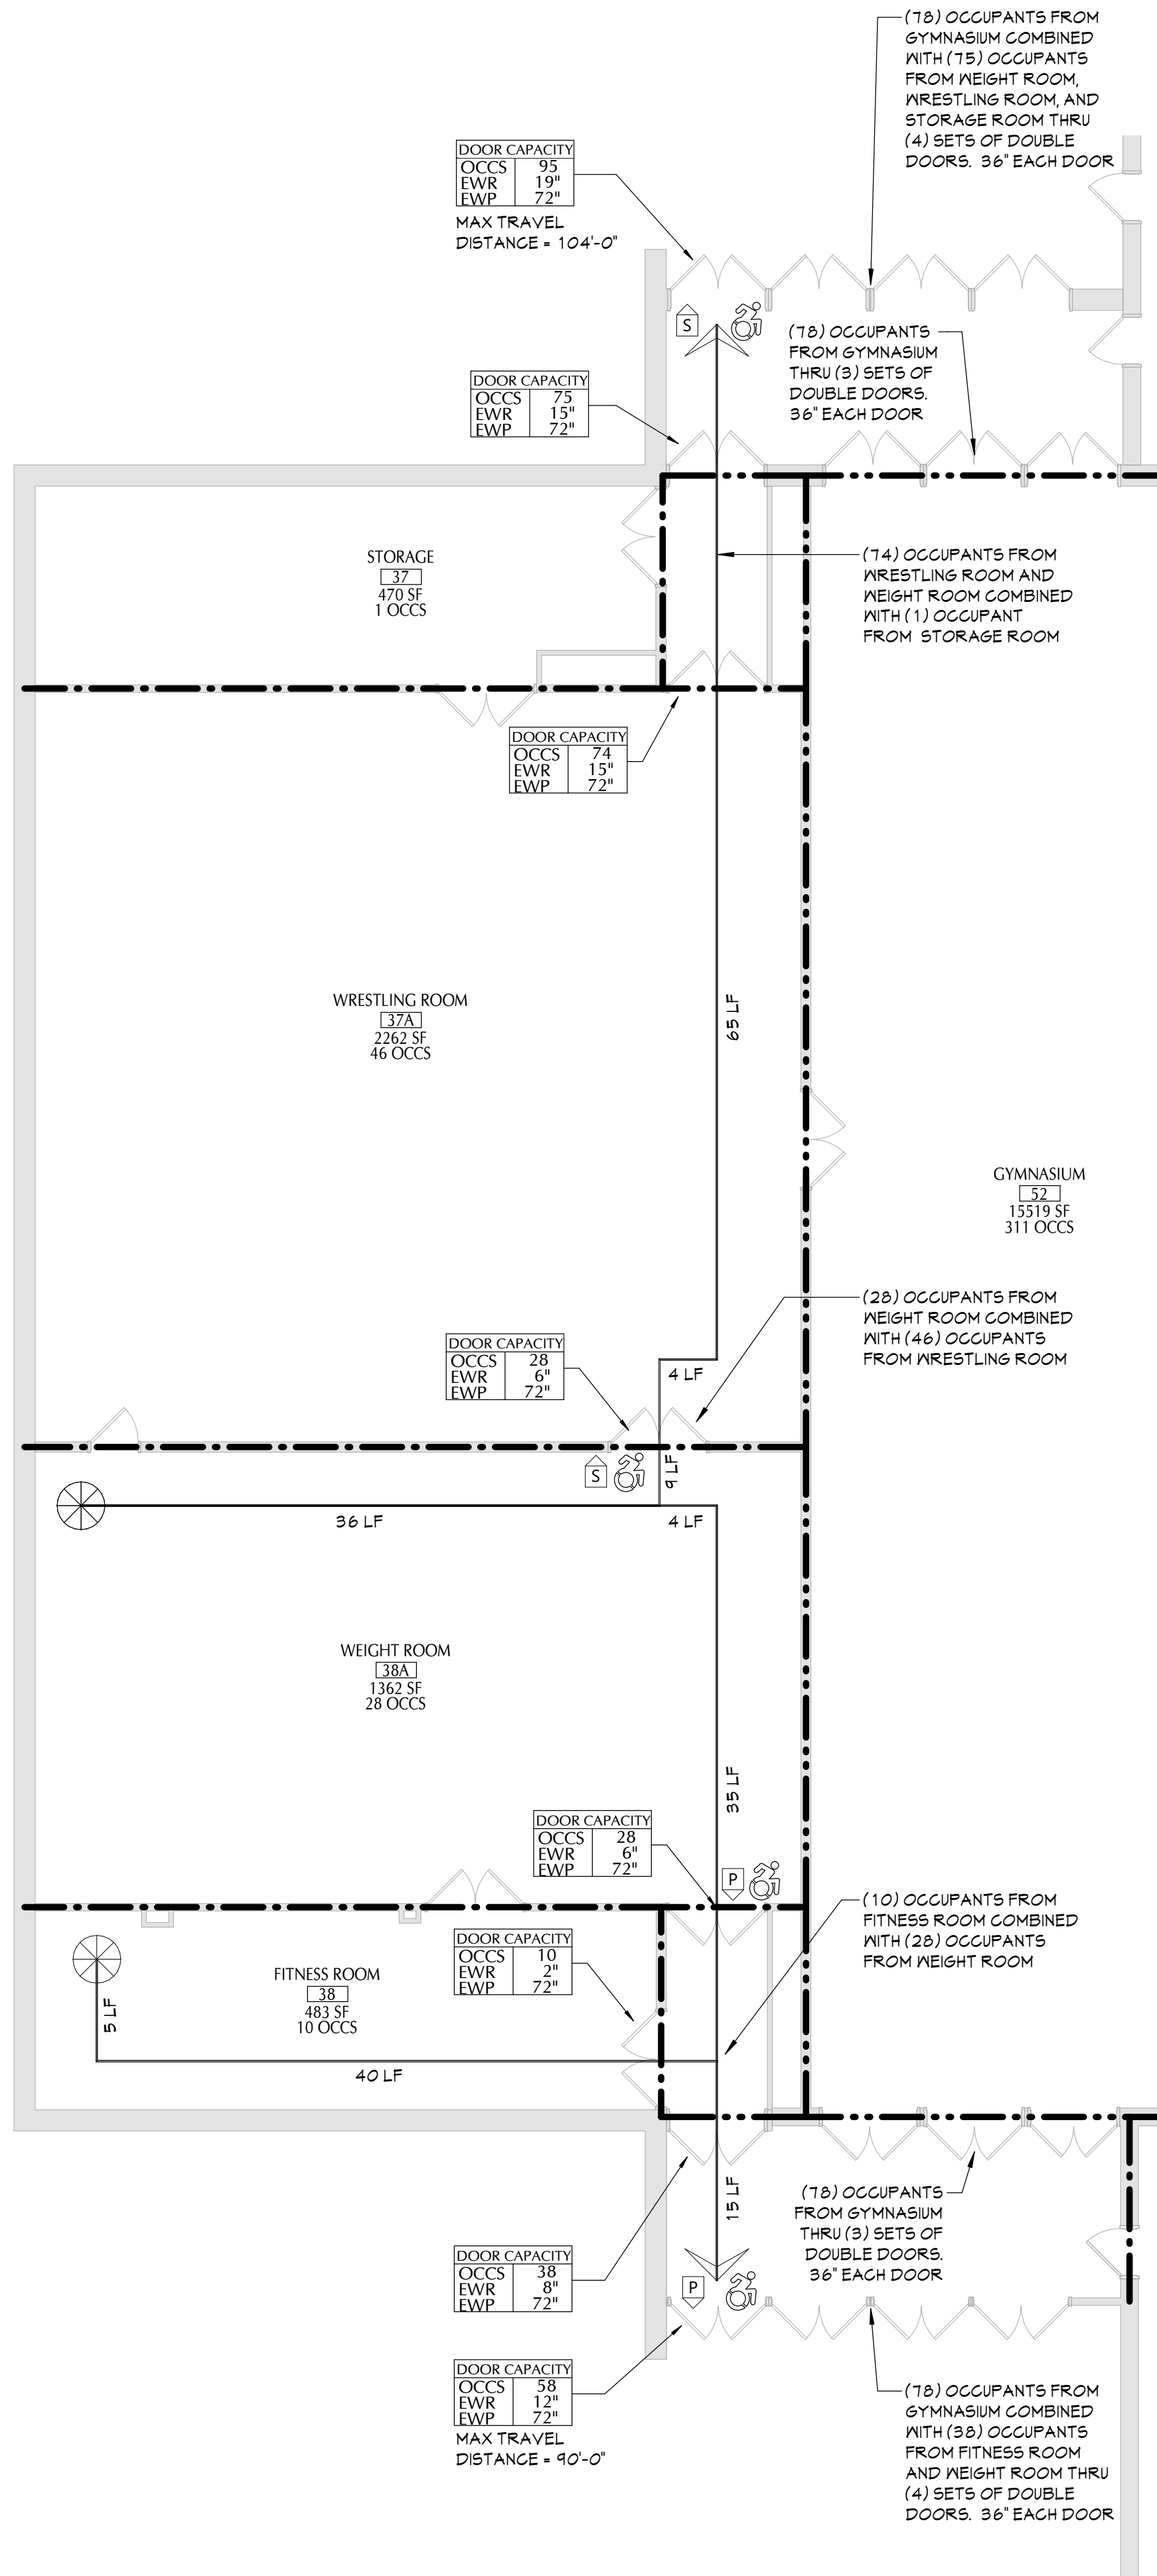 (78) OCCUPANTS FROM
GYMNASIUM COMBINED
WITH (75) OCCUPANTS
FROM WEIGHT ROOM,
WRESTLING ROOM, AND
STORAGE ROOM THRU
(4) SETS OF DOUBLE
DOORS. 36" EACH DOOR
DOOR CAPACITY
OCCS 95
EWR 19"
EWP 72"
MAX TRAVEL
DISTANCE = 104'-0"
S
(78) OCCUPANTS
FROM GYMNASIUM
THRU (3) SETS OF
DOUBLE DOORS.
36" EACH DOOR
DOOR CAPACITY
OCCS 75
EWR 15"
EWP 72"
STORAGE
37
470 SF
1 OCCS
(74) OCCUPANTS FROM
WRESTLING ROOM AND
WEIGHT ROOM COMBINED
WITH (1) OCCUPANT
FROM STORAGE ROOM
DOOR CAPACITY
OCCS 74
EWR 15"
EWP 72"
WRESTLING ROOM
37A
2262 SF
46 OCCS
65 LF
GYMNASIUM
52
15519 SF
311 OCCS
(28) OCCUPANTS FROM
WEIGHT ROOM COMBINED
WITH (46) OCCUPANTS
FROM WRESTLING ROOM
DOOR CAPACITY
OCCS 28
EWR 6"
EWP 72"
4 LF
S
9 LF
36 LF
4 LF
WEIGHT ROOM
38A
1362 SF
28 OCCS
35 LF
DOOR CAPACITY
OCCS 28
EWR 6"
EWP 72"
P
(10) OCCUPANTS FROM
FITNESS ROOM COMBINED
WITH (28) OCCUPANTS
FROM WEIGHT ROOM
DOOR CAPACITY
OCCS 10
EWR 2"
EWP 72"
FITNESS ROOM
38
483 SF
10 OCCS
5 LF
40 LF
15 LF
(78) OCCUPANTS
FROM GYMNASIUM
THRU (3) SETS OF
DOUBLE DOORS.
36" EACH DOOR
DOOR CAPACITY
OCCS 38
EWR 8"
EWP 72"
P
DOOR CAPACITY
OCCS 58
EWR 12"
EWP 72"
MAX TRAVEL
DISTANCE = 90'-0"
(78) OCCUPANTS FROM
GYMNASIUM COMBINED
WITH (38) OCCUPANTS
FROM FITNESS ROOM
AND WEIGHT ROOM THRU
(4) SETS OF DOUBLE
DOORS. 36" EACH DOOR